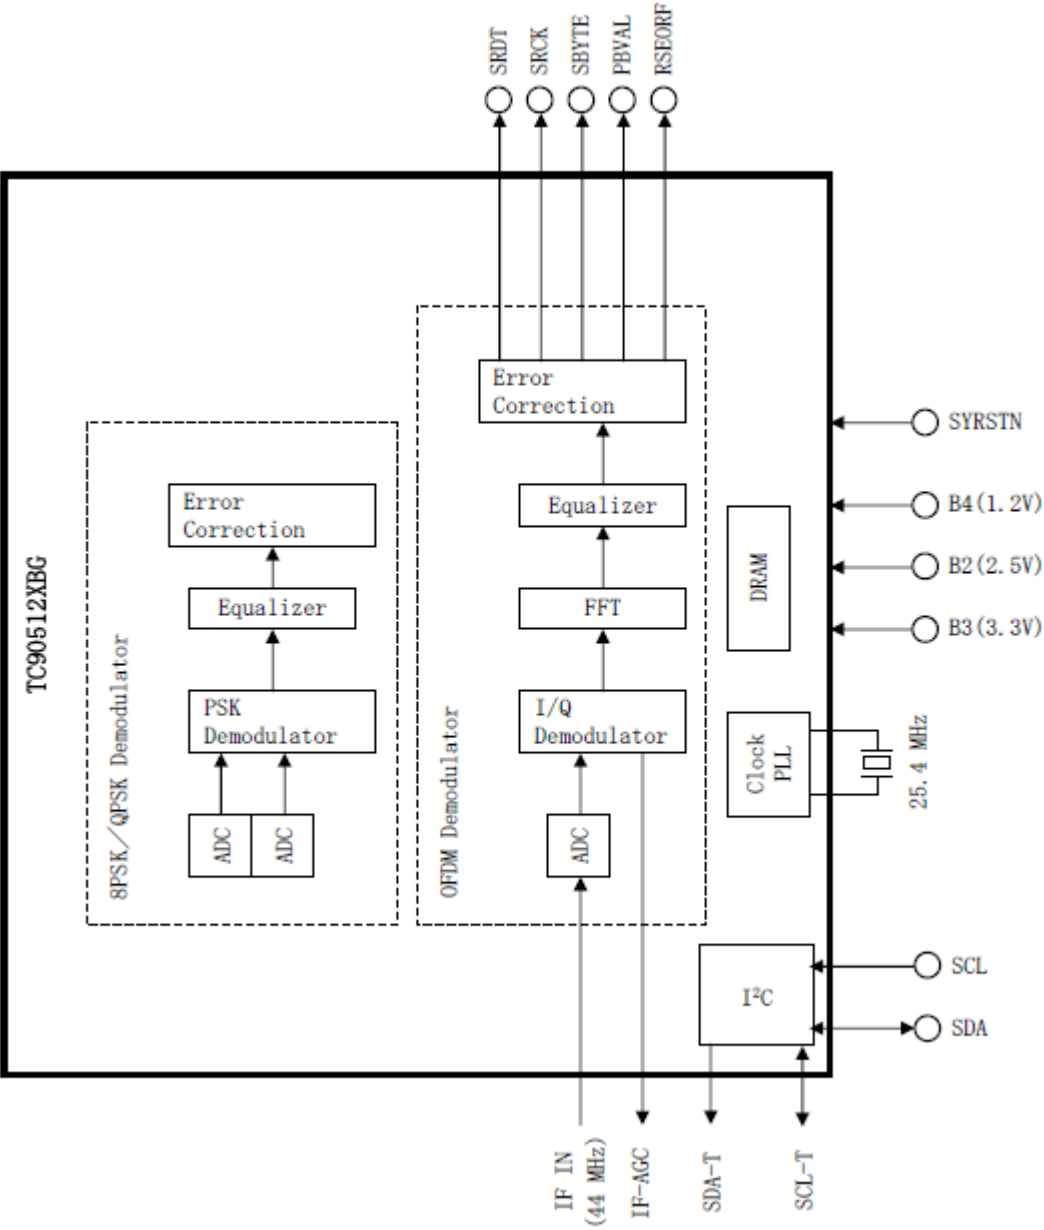 SRDT
SRCK
SBYTE
PBVAL
RSEORF
TC90512XBG
8PSK/QPSK Demodulator
Error
Correction
Equalizer
PSK
Demodulator
ADC
ADC
OFDM Demodulator
Error
Correction
Equalizer
FFT
I/Q
Demodulator
ADC
DRAM
Clock
PLL
25.4 MHz
I²C
SYRSTN
B4(1.2V)
B2(2.5V)
B3(3.3V)
SCL
SDA
IF IN
(44 MHz)
IF-AGC
SDA-T
SCL-T